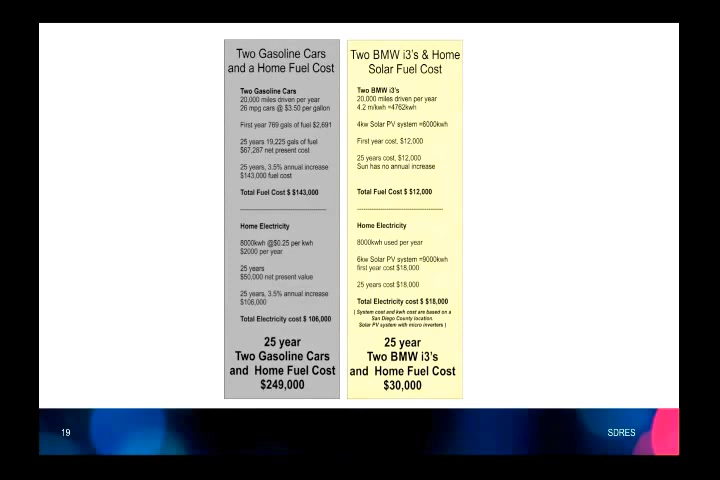 Two Gasoline Cars
and a Home Fuel Cost
Two Gasoline Cars
20,000 miles driven per year
26 mpg cars @ $3.50 per gallon
First year 769 gals of fuel $2,691
25 years 19,225 gals of fuel
$67,287 net present cost
25 years, 3.5% annual increase
$143,000 fuel cost
Total Fuel Cost $ $143,000
Home Electricity
8000kwh @$0.25 per kwh
$2000 per year
25 years
$50,000 net present value
25 years, 3.5% annual increase
$106,000
Total Electricity cost $ 106,000
25 year
Two Gasoline Cars
and Home Fuel Cost
$249,000
Two BMW i3's & Home
Solar Fuel Cost
Two BMW i3's
20,000 miles driven per year
4.2 m/kwh =4762kwh
4kw Solar PV system =6000kwh
First year cost, $12,000
25 years cost, $12,000
Sun has no annual increase
Total Fuel Cost $ $12,000
Home Electricity
8000kwh used per year
6kw Solar PV system =9000kwh
first year cost $18,000
25 years cost $18,000
Total Electricity cost $ $18,000
( System cost and kwh cost are based on a
San Diego County location.
Solar PV system with micro inverters )
25 year
Two BMW i3's
and Home Fuel Cost
$30,000
19
SDRES